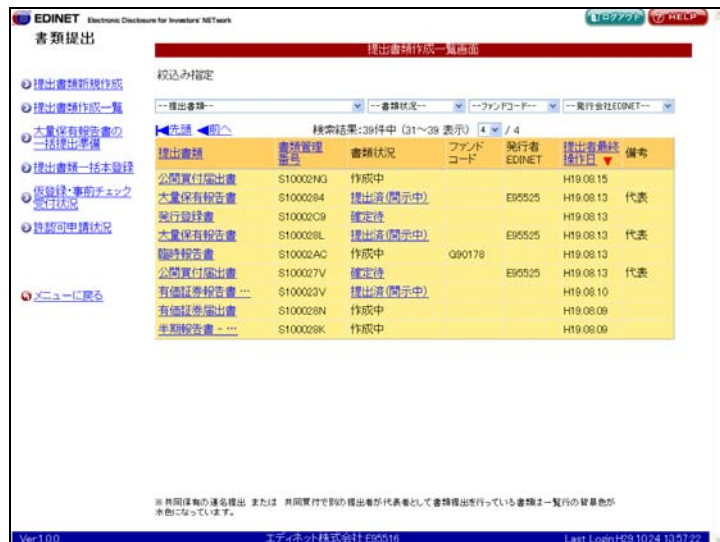 EDINET Electronic Disclosure for Investors' NETwork
ログアウト HELP
書類提出
提出書類作成一覧画面
絞込み指定
提出書類新規作成
提出書類作成一覧
大量保有報告書の
一括提出準備
提出書類一括本登録
仮登録・事前チェック
受付状況
許認可申請状況
メニューに戻る
--提出書類-- --書類状況-- --ファンドコード-- --発行会社EDINET--
先頭 前へ 検索結果:39件中 (31～39 表示) 4 / 4
提出書類 書類管理番号 書類状況 ファンドコード 発行者EDINET 提出者最終操作日▼ 備考
公開買付届出書 S10002NG 作成中 H19.08.15
大量保有報告書 S1000284 提出済(開示中) E95525 H19.08.13 代表
発行登録書 S10002C9 確定待 H19.08.13
大量保有報告書 S100028L 提出済(開示中) E95525 H19.08.13 代表
臨時報告書 S10002AC 作成中 G90178 H19.08.13
公開買付届出書 S100027V 確定待 E95525 H19.08.13 代表
有価証券報告書 … S100023V 提出済(開示中) H19.08.10
有価証券届出書 S100028N 作成中 H19.08.09
半期報告書 - … S100028K 作成中 H19.08.09
※共同保有の連名提出 または 共同買付で別の提出者が代表者として書類提出を行っている書類は一覧行の背景色が
水色になっています。
Ver1.0.0 エディネット株式会社 E95516 Last Login:H29.10.24 13:57:22